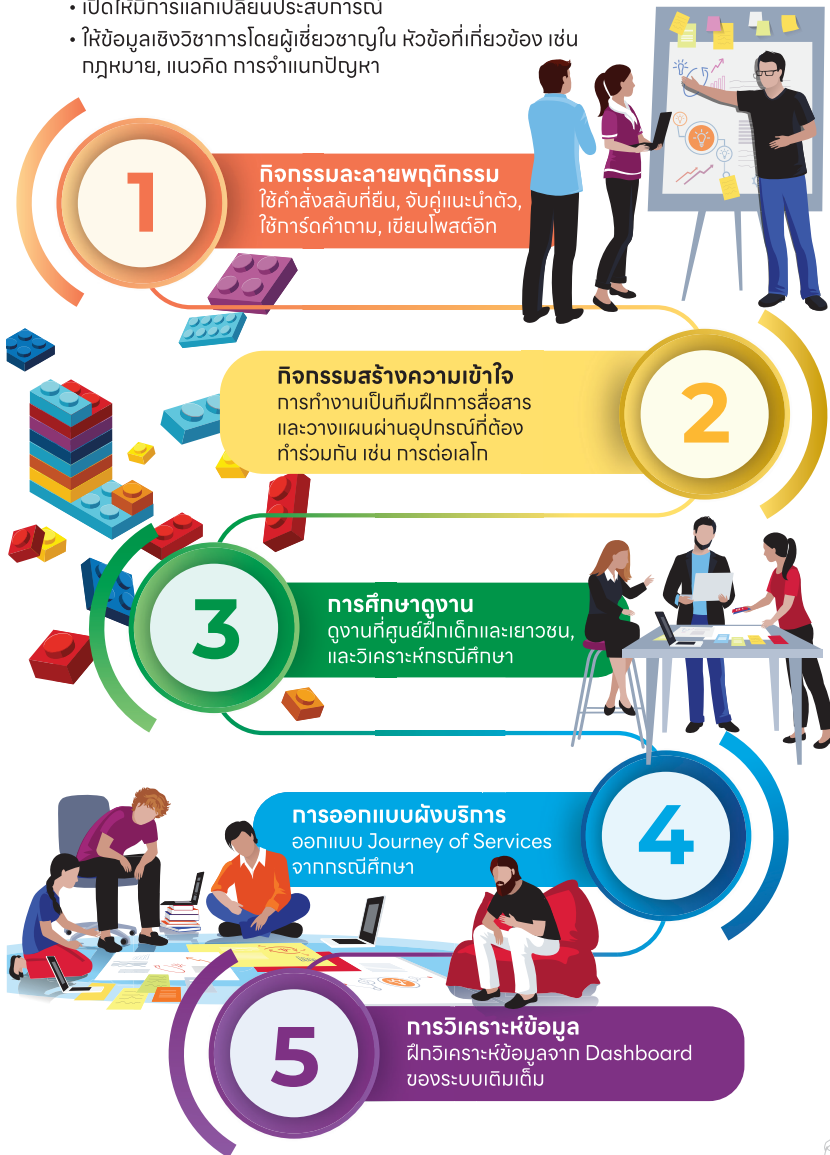 • เปิดให้มีการแลกเปลี่ยนประสบการณ์
• ให้ข้อมูลเชิงวิชาการโดยผู้เชี่ยวชาญใน หัวข้อที่เกี่ยวข้อง เช่น
กฎหมาย, แนวคิด การจำแนกปัญหา
1
กิจกรรมละลายพฤติกรรม
ใช้คำสั่งสลับที่ยืน, จับคู่แนะนำตัว,
ใช้การ์ดคำถาม, เขียนโพสต์อิท
กิจกรรมสร้างความเข้าใจ
การทำงานเป็นทีมฝึกการสื่อสาร
และวางแผนผ่านอุปกรณ์ที่ต้อง
ทำร่วมกัน เช่น การต่อเลโก
2
3
การศึกษาดูงาน
ดูงานที่ศูนย์ฝึกเด็กและเยาวชน,
และวิเคราะห์กรณีศึกษา
การออกแบบผังบริการ
ออกแบบ Journey of Services
จากกรณีศึกษา
4
5
การวิเคราะห์ข้อมูล
ฝึกวิเคราะห์ข้อมูลจาก Dashboard
ของระบบเติมเต็ม